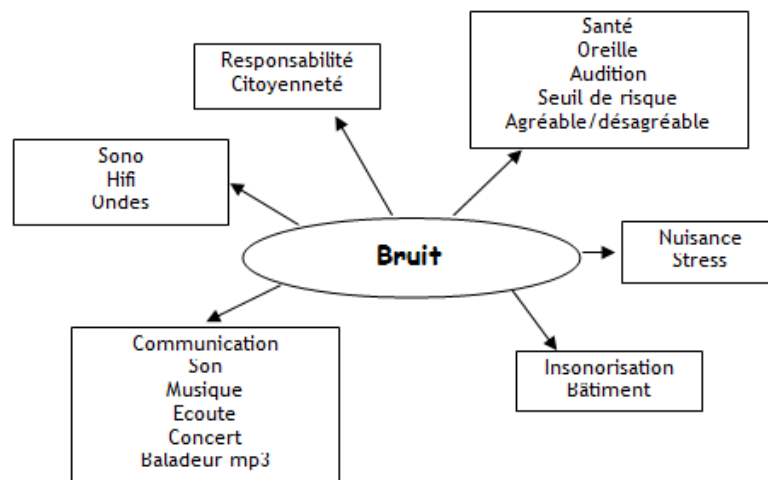 Santé
Oreille
Audition
Seuil de risque
Agréable/désagréable
Responsabilité
Citoyenneté
Sono
Hifi
Ondes
Bruit
Nuisance
Stress
Communication
Son
Musique
Ecoute
Concert
Baladeur mp3
Insonorisation
Bâtiment